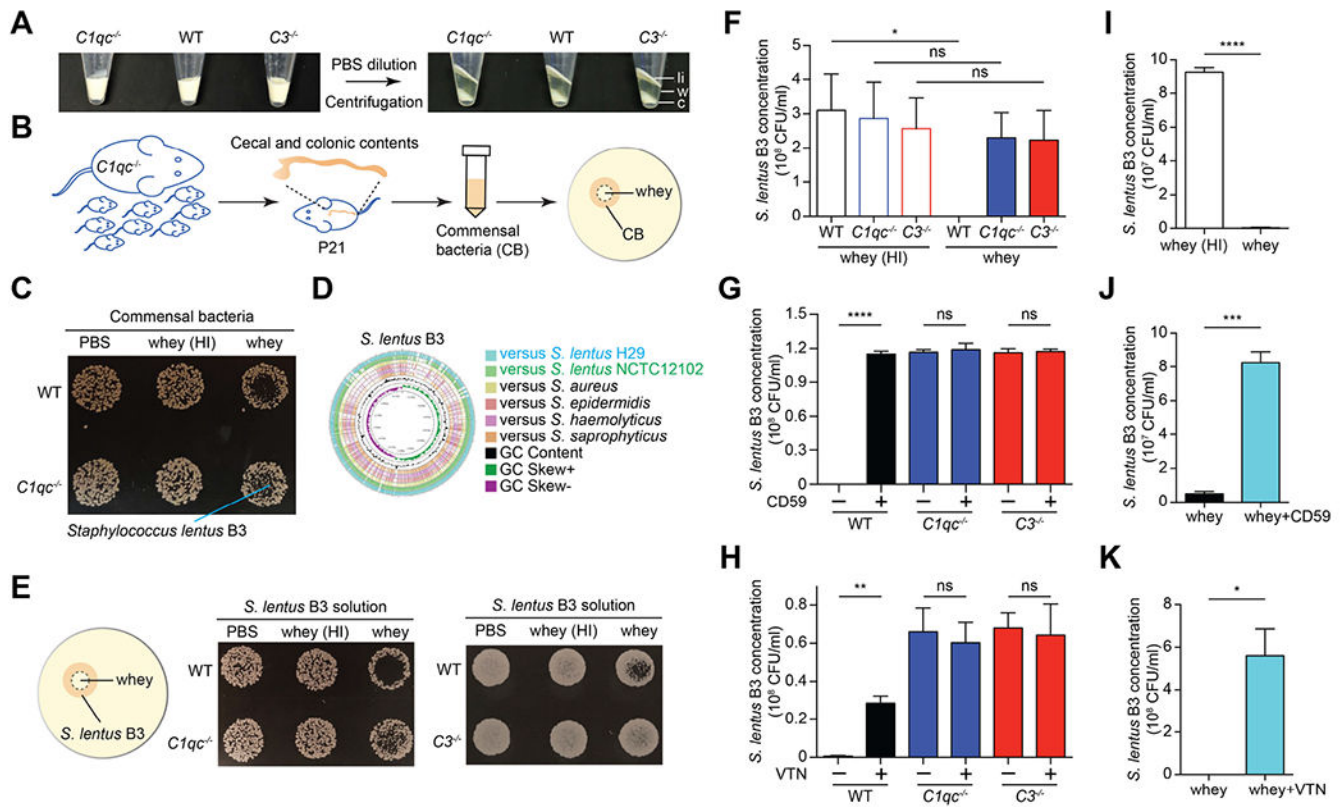 A
C1qc-/-
WT
C3-/-
PBS dilution
Centrifugation
C1qc-/-
WT
C3-/-
li
w
c
B
C1qc-/-
Cecal and colonic contents
P21
Commensal
bacteria (CB)
whey
CB
C
Commensal bacteria
PBS
whey (HI)
whey
WT
C1qc-/-
Staphylococcus lentus B3
D
S. lentus B3
versus S. lentus H29
versus S. lentus NCTC12102
versus S. aureus
versus S. epidermidis
versus S. haemolyticus
versus S. saprophyticus
GC Content
GC Skew+
GC Skew-
E
whey
S. lentus B3
S. lentus B3 solution
PBS
whey (HI)
whey
WT
C1qc-/-
S. lentus B3 solution
PBS
whey (HI)
whey
WT
C3-/-
F
S. lentus B3 concentration
(10⁸ CFU/ml)
5
4
3
2
1
0
*
ns
ns
WT
C1qc-/-
C3-/-
WT
C1qc-/-
C3-/-
whey (HI)
whey
G
S. lentus B3 concentration
(10⁸ CFU/ml)
1.5
1.2
0.9
0.6
0.3
0
****
ns
ns
CD59
−
+
−
+
−
+
WT
C1qc-/-
C3-/-
H
S. lentus B3 concentration
(10⁸ CFU/ml)
0.8
0.6
0.4
0.2
0
**
ns
ns
VTN
−
+
−
+
−
+
WT
C1qc-/-
C3-/-
I
S. lentus B3 concentration
(10⁷ CFU/ml)
10
8
6
4
2
0
****
whey (HI)
whey
J
S. lentus B3 concentration
(10⁷ CFU/ml)
10
8
6
4
2
0
***
whey
whey+CD59
K
S. lentus B3 concentration
(10⁸ CFU/ml)
8
6
4
2
0
*
whey
whey+VTN